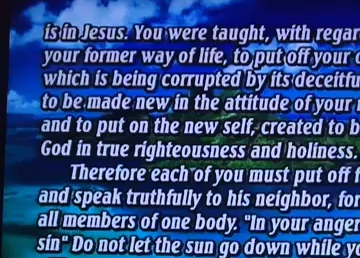 is in Jesus. You were taught, with regar
your former way of life, to put off your
which is being corrupted by its deceitfu
to be made new in the attitude of your
and to put on the new self, created to b
God in true righteousness and holiness.
Therefore each of you must put off f
and speak truthfully to his neighbor, for
all members of one body. "In your anger
sin" Do not let the sun go down while yo